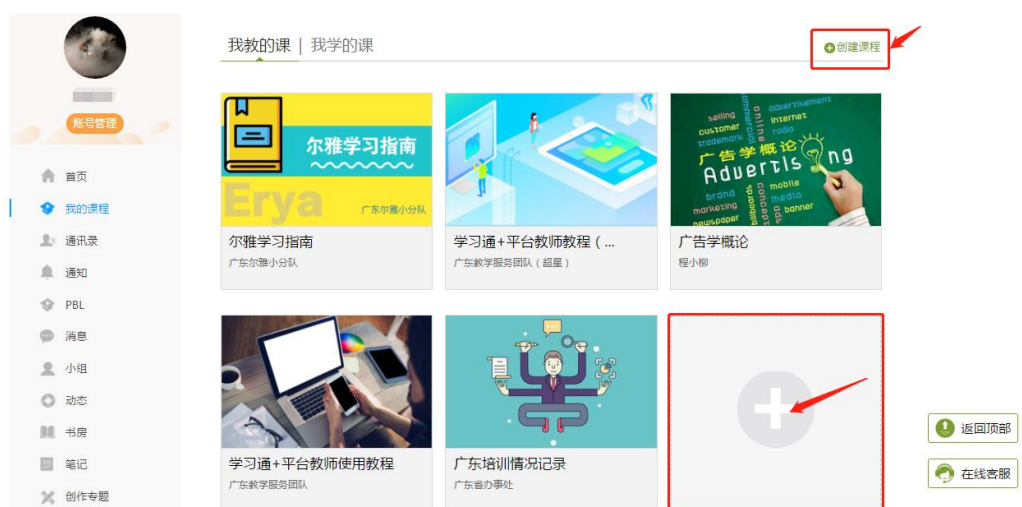 我教的课 | 我学的课
创建课程
账号管理
首页
我的课程
通讯录
通知
PBL
消息
小组
动态
书房
笔记
创作专题
尔雅学习指南
Erya
广东尔雅小分队
尔雅学习指南
广东尔雅小分队
学习通+平台教师教程（...
广东教学服务团队（超星）
selling
advertisement
customer
commercial
online
internet
trademark
radio
广告学概论
Advertising
brand
billboards
concept
mobile
media
marketing
newspaper
ads
banner
广告学概论
程小柳
学习通+平台教师使用教程
广东教学服务团队
广东培训情况记录
广东省办事处
返回顶部
在线客服